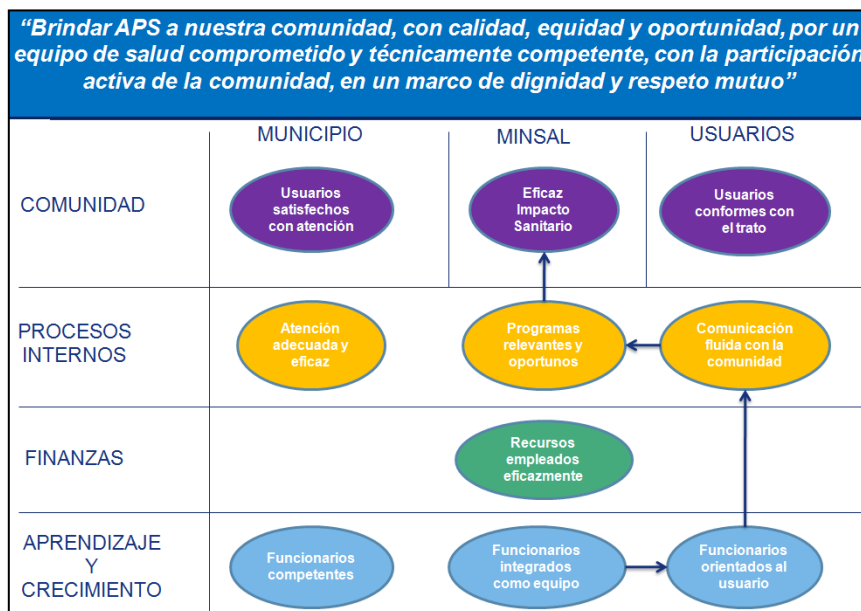 “Brindar APS a nuestra comunidad, con calidad, equidad y oportunidad, por un
equipo de salud comprometido y técnicamente competente, con la participación
activa de la comunidad, en un marco de dignidad y respeto mutuo”
MUNICIPIO
MINSAL
USUARIOS
COMUNIDAD
Usuarios
satisfechos
con atención
Eficaz
Impacto
Sanitario
Usuarios
conformes con
el trato
PROCESOS
INTERNOS
Atención
adecuada y
eficaz
Programas
relevantes y
oportunos
Comunicación
fluida con la
comunidad
FINANZAS
Recursos
empleados
eficazmente
APRENDIZAJE
Y
CRECIMIENTO
Funcionarios
competentes
Funcionarios
integrados
como equipo
Funcionarios
orientados al
usuario